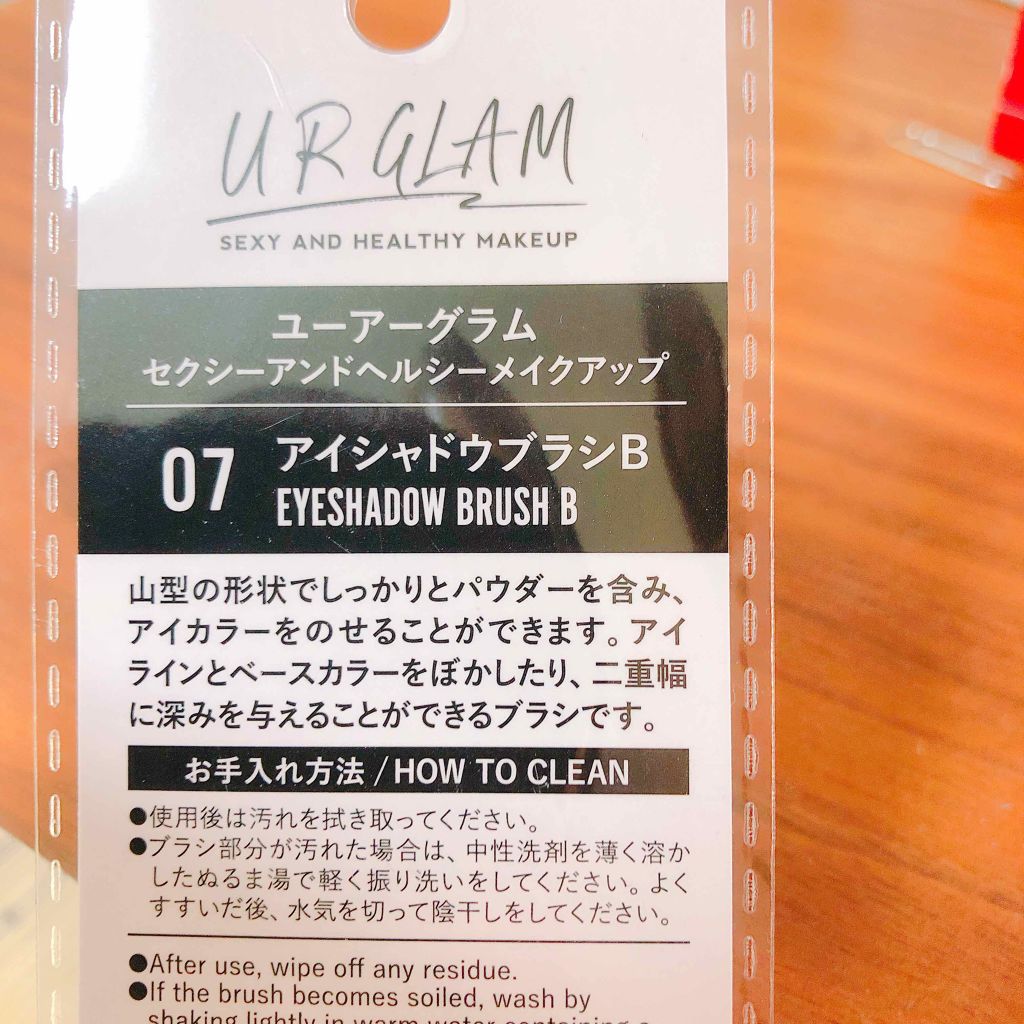 UR GLAM
SEXY AND HEALTHY MAKEUP
ユーアーグラム
セクシーアンドヘルシーメイクアップ
07 アイシャドウブラシB
EYESHADOW BRUSH B
山型の形状でしっかりとパウダーを含み、
アイカラーをのせることができます。アイ
ラインとベースカラーをぼかしたり、二重幅
に深みを与えることができるブラシです。
お手入れ方法 / HOW TO CLEAN
●使用後は汚れを拭き取ってください。
●ブラシ部分が汚れた場合は、中性洗剤を薄く溶か
したぬるま湯で軽く振り洗いをしてください。よく
すすいだ後、水気を切って陰干しをしてください。
●After use, wipe off any residue.
●If the brush becomes soiled, wash by
shaking lightly in warm water containing a